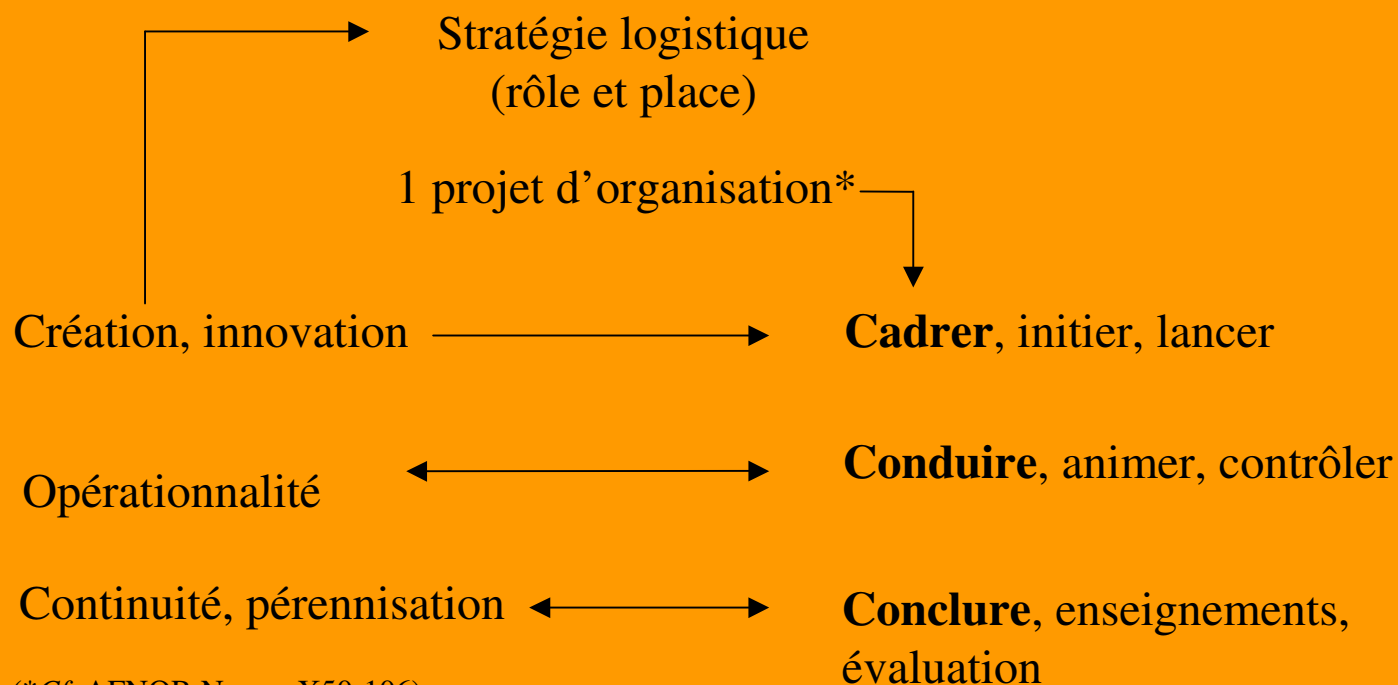 Stratégie logistique
(rôle et place)
1 projet d’organisation*
Création, innovation
Cadrer, initier, lancer
Opérationnalité
Conduire, animer, contrôler
Continuité, pérennisation
Conclure, enseignements,
évaluation